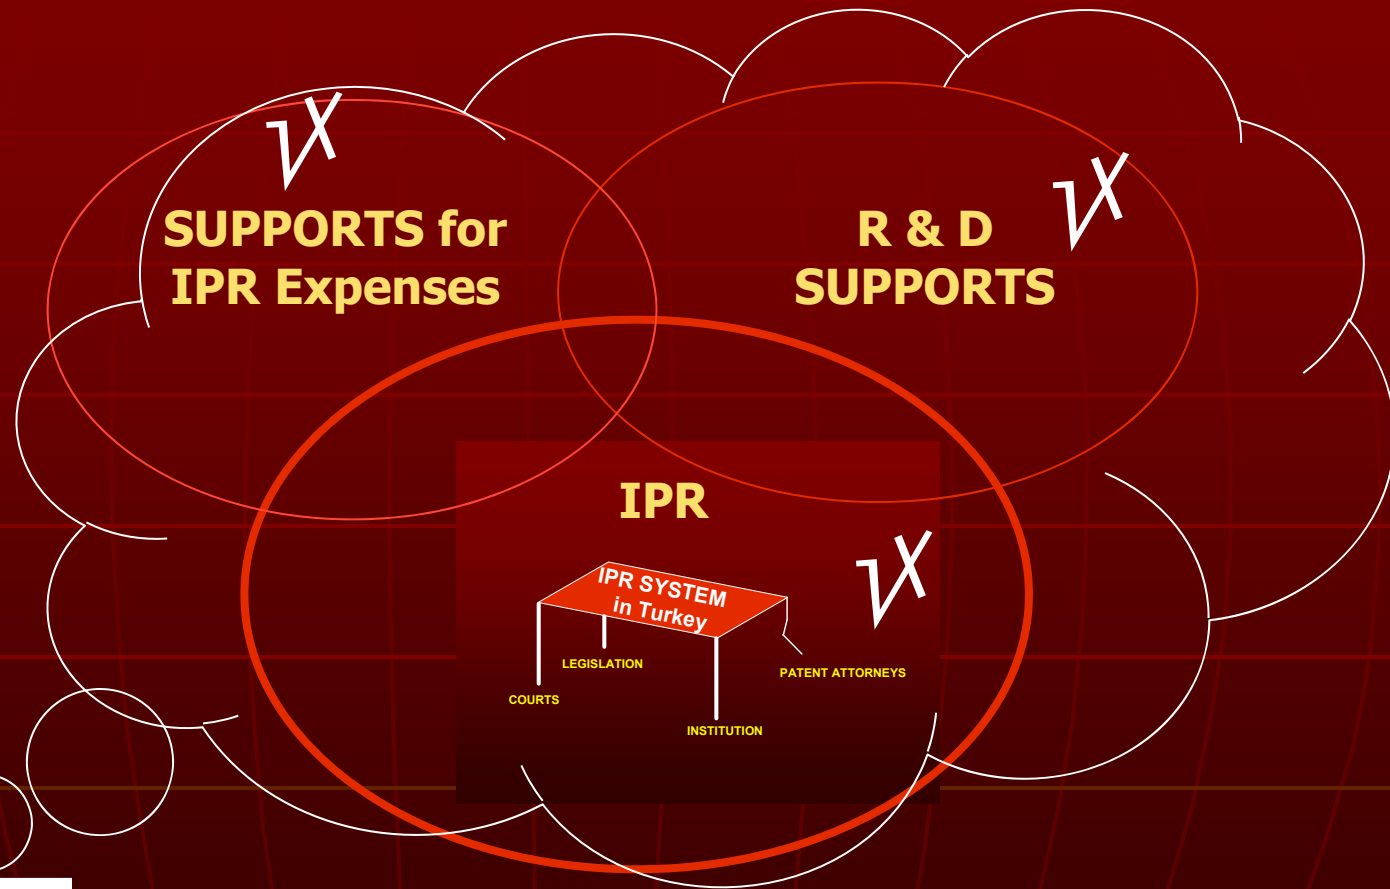 SUPPORTS for
IPR Expenses
R & D
SUPPORTS
IPR
IPR SYSTEM
in Turkey
LEGISLATION
PATENT ATTORNEYS
COURTS
INSTITUTION